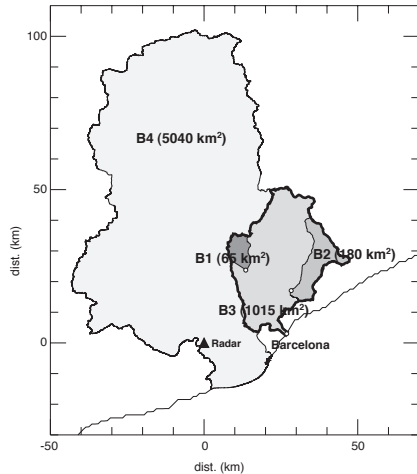 100
B4 (5040 km²)
50
B1 (65 km²)
B2 (180 km²)
B3 (1015 km²)
0
Radar
Barcelona
-50
0
50
dist. (km)
dist. (km)